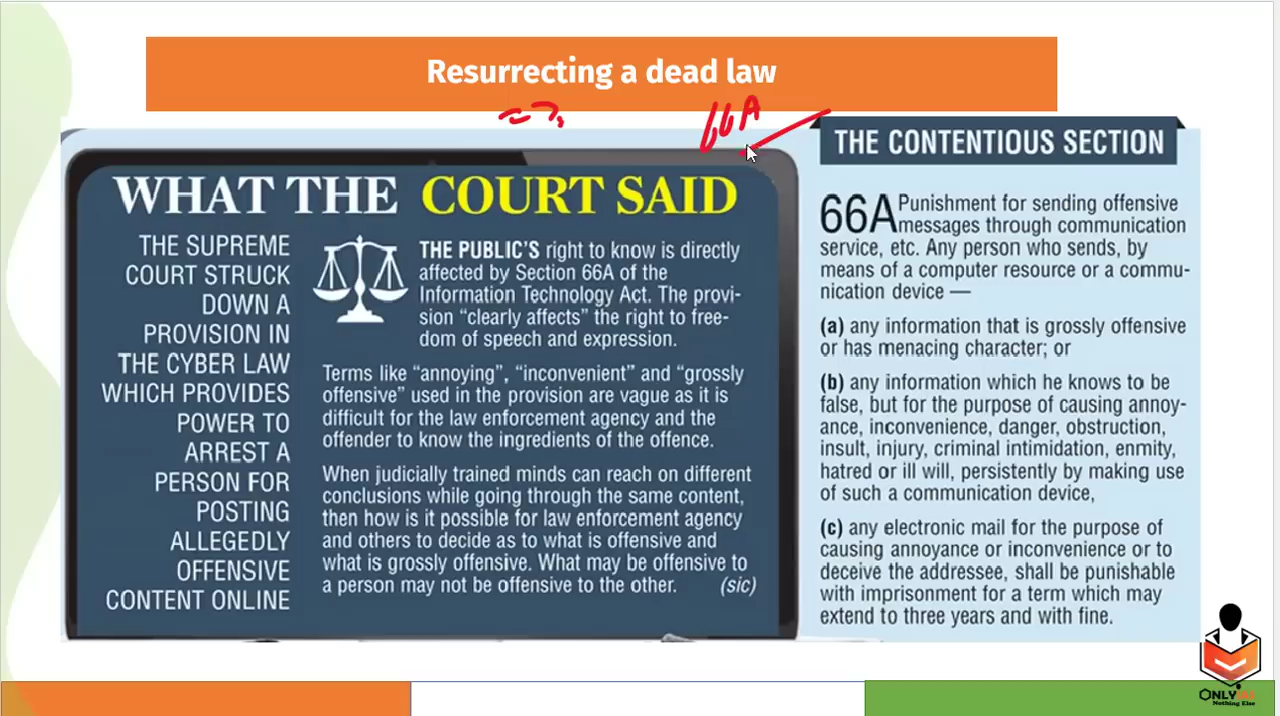 Resurrecting a dead law
66A
WHAT THE COURT SAID
THE SUPREME
COURT STRUCK
DOWN A
PROVISION IN
THE CYBER LAW
WHICH PROVIDES
POWER TO
ARREST A
PERSON FOR
POSTING
ALLEGEDLY
OFFENSIVE
CONTENT ONLINE
THE PUBLIC'S right to know is directly
affected by Section 66A of the
Information Technology Act. The provi-
sion "clearly affects" the right to free-
dom of speech and expression.
Terms like "annoying", "inconvenient" and "grossly
offensive" used in the provision are vague as it is
difficult for the law enforcement agency and the
offender to know the ingredients of the offence.
When judicially trained minds can reach on different
conclusions while going through the same content,
then how is it possible for law enforcement agency
and others to decide as to what is offensive and
what is grossly offensive. What may be offensive to
a person may not be offensive to the other. (sic)
THE CONTENTIOUS SECTION
66A Punishment for sending offensive
messages through communication
service, etc. Any person who sends, by
means of a computer resource or a commu-
nication device —
(a) any information that is grossly offensive
or has menacing character; or
(b) any information which he knows to be
false, but for the purpose of causing annoy-
ance, inconvenience, danger, obstruction,
insult, injury, criminal intimidation, enmity,
hatred or ill will, persistently by making use
of such a communication device,
(c) any electronic mail for the purpose of
causing annoyance or inconvenience or to
deceive the addressee, shall be punishable
with imprisonment for a term which may
extend to three years and with fine.
ONLY IAS
Nothing Else